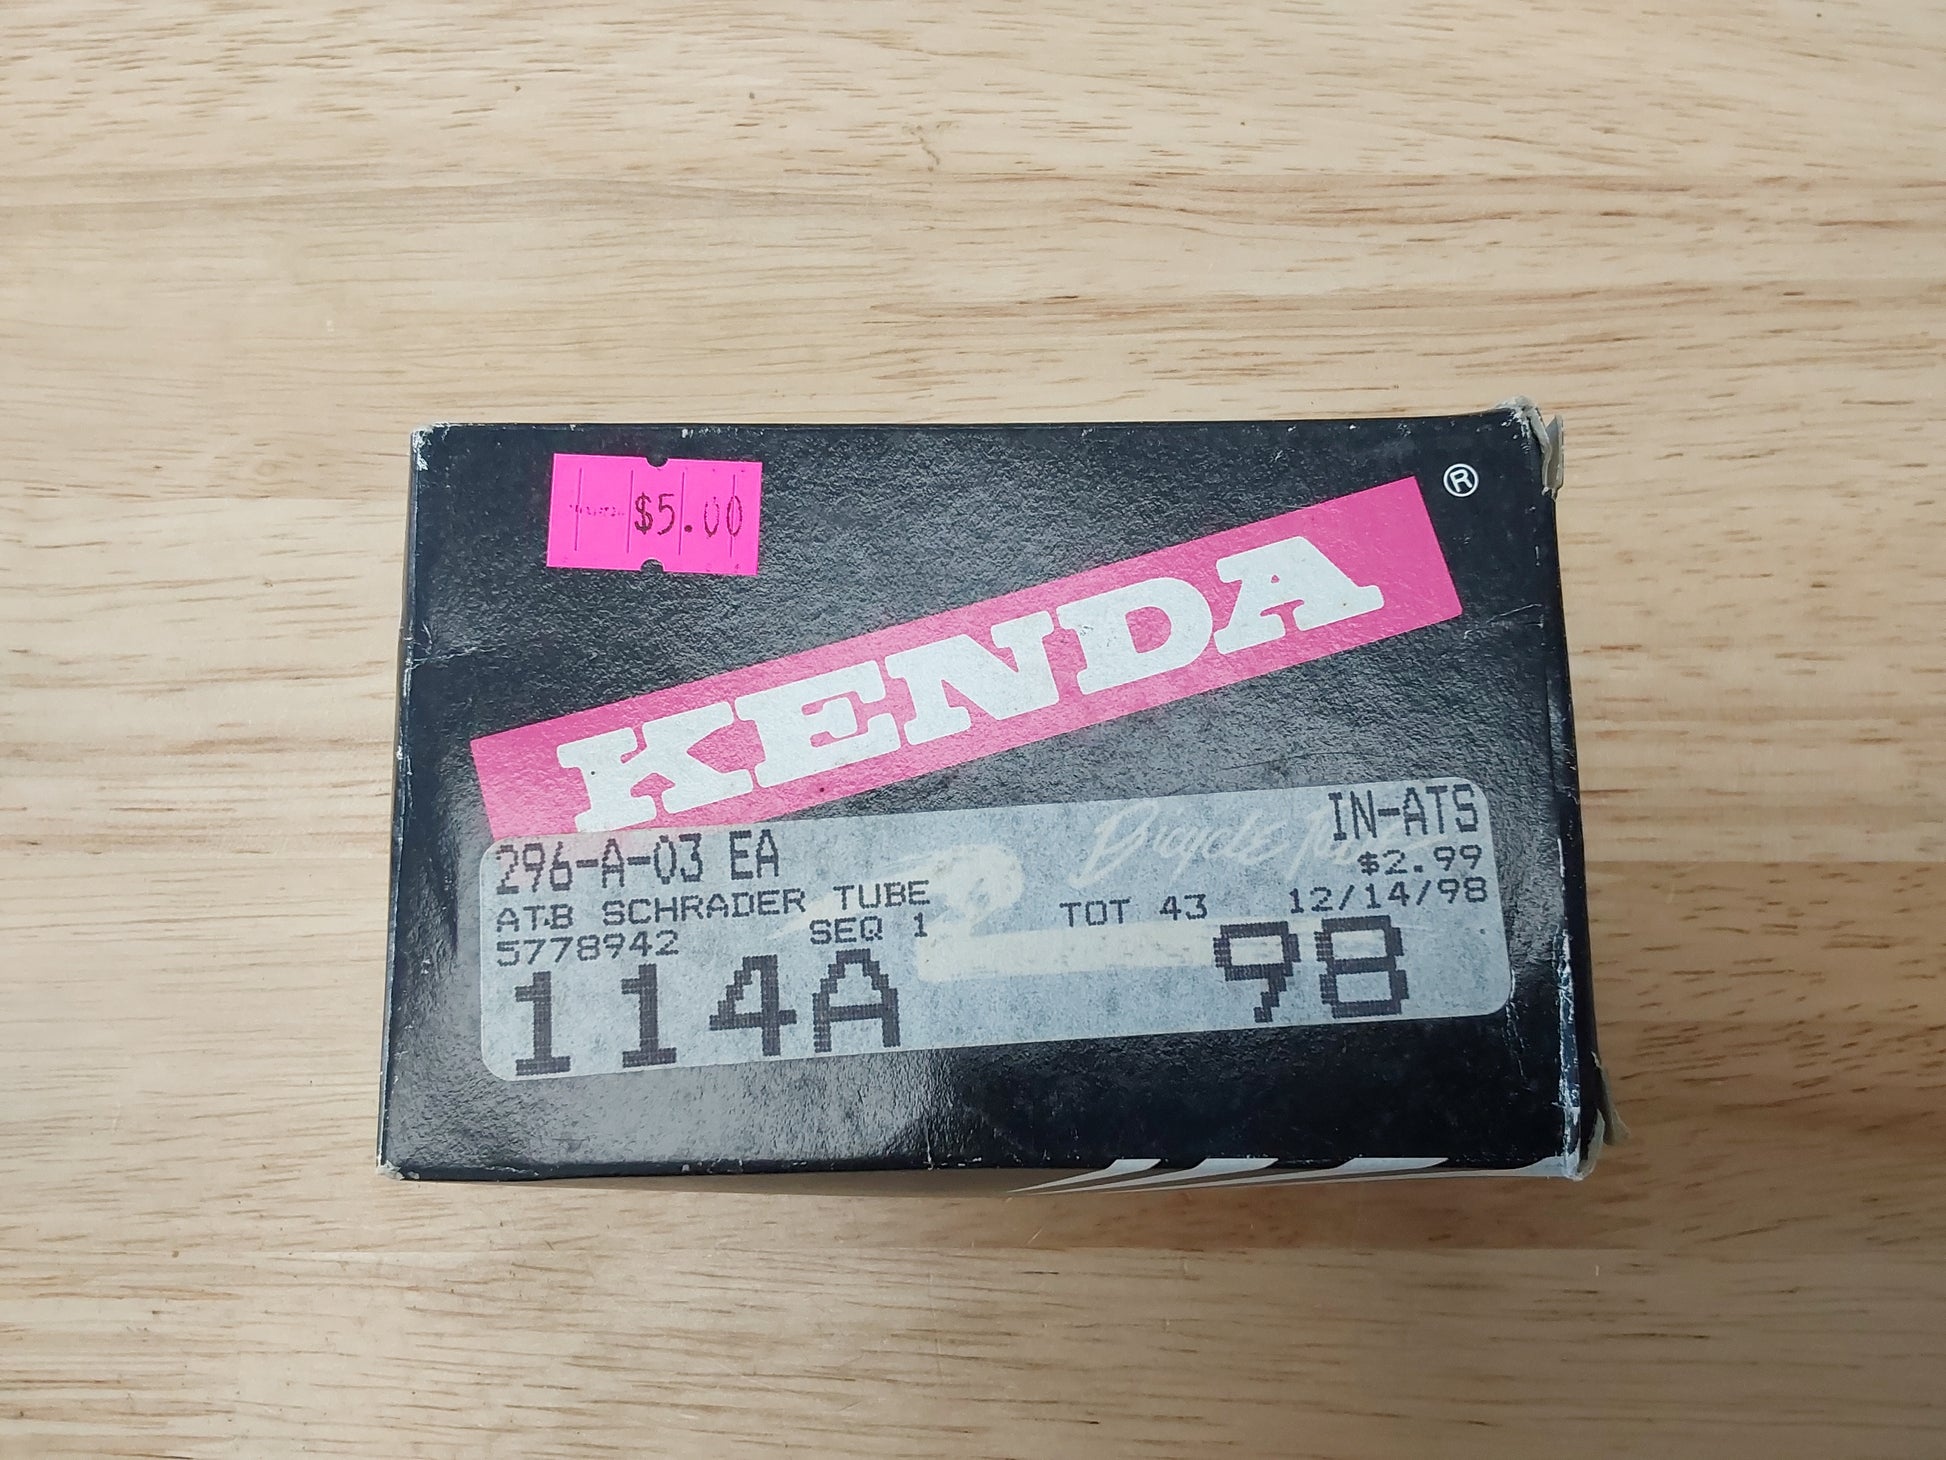 $5.00
KENDA ®
Bicycle
296-A-03 EA IN-ATS
$2.99
ATB SCHRADER TUBE TOT 43 12/14/98
5778942 SEQ 1
114A 98